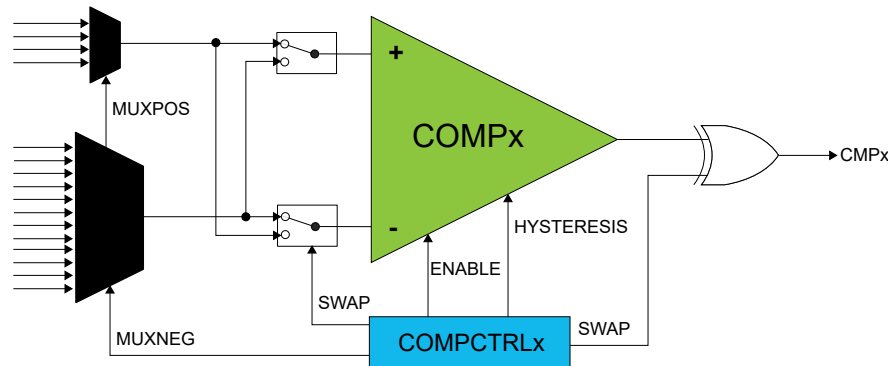 MUXPOS
+
COMPx
CMPx
-
HYSTERESIS
ENABLE
SWAP
SWAP
MUXNEG
COMPCTRLx